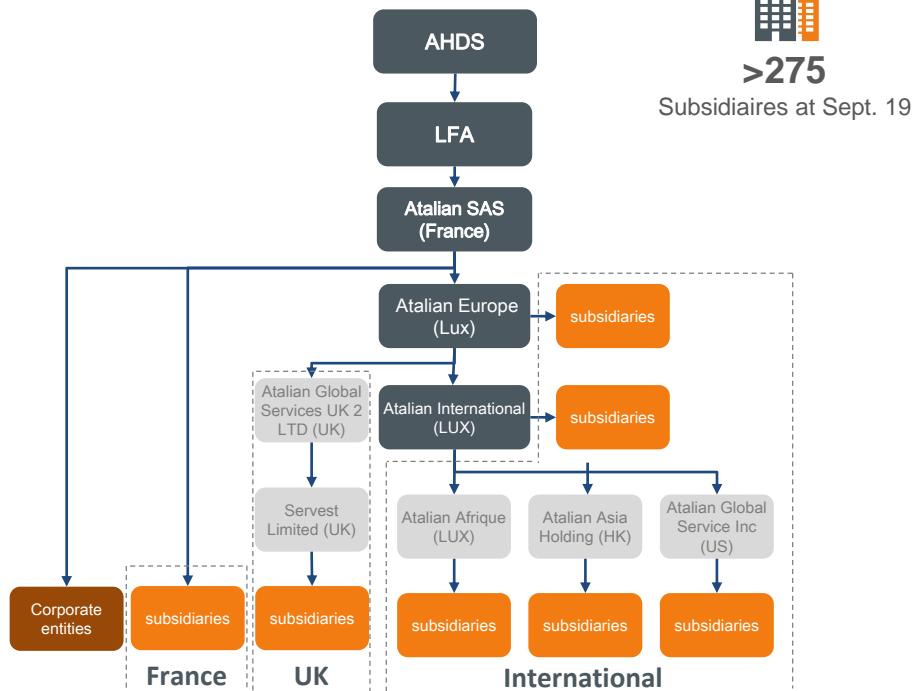 AHDS
>275
Subsidiaires at Sept. 19
LFA
Atalian SAS
(France)
Atalian Europe
(Lux)
subsidiaries
Atalian Global
Services UK 2
LTD (UK)
Atalian International
(LUX)
subsidiaries
Servest
Limited (UK)
Atalian Afrique
(LUX)
Atalian Asia
Holding (HK)
Atalian Global
Service Inc
(US)
Corporate
entities
subsidiaries
subsidiaries
subsidiaries
subsidiaries
subsidiaries
France
UK
International